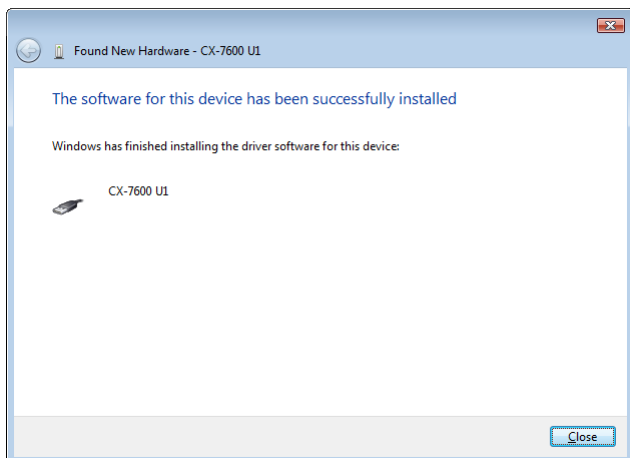 Found New Hardware - CX-7600 U1
The software for this device has been successfully installed
Windows has finished installing the driver software for this device:
CX-7600 U1
Close